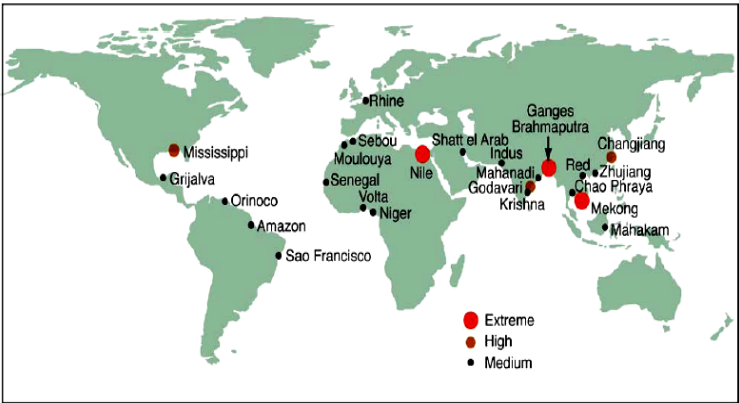 Rhine
Ganges
Brahmaputra
Sebou
Shatt el Arab
Changjiang
Mississippi
Moulouya
Indus
Nile
Mahanadi
Red
Zhujiang
Grijalva
Senegal
Godavari
Chao Phraya
Orinoco
Volta
Krishna
Niger
Mekong
Amazon
Mahakam
Sao Francisco
Extreme
High
Medium